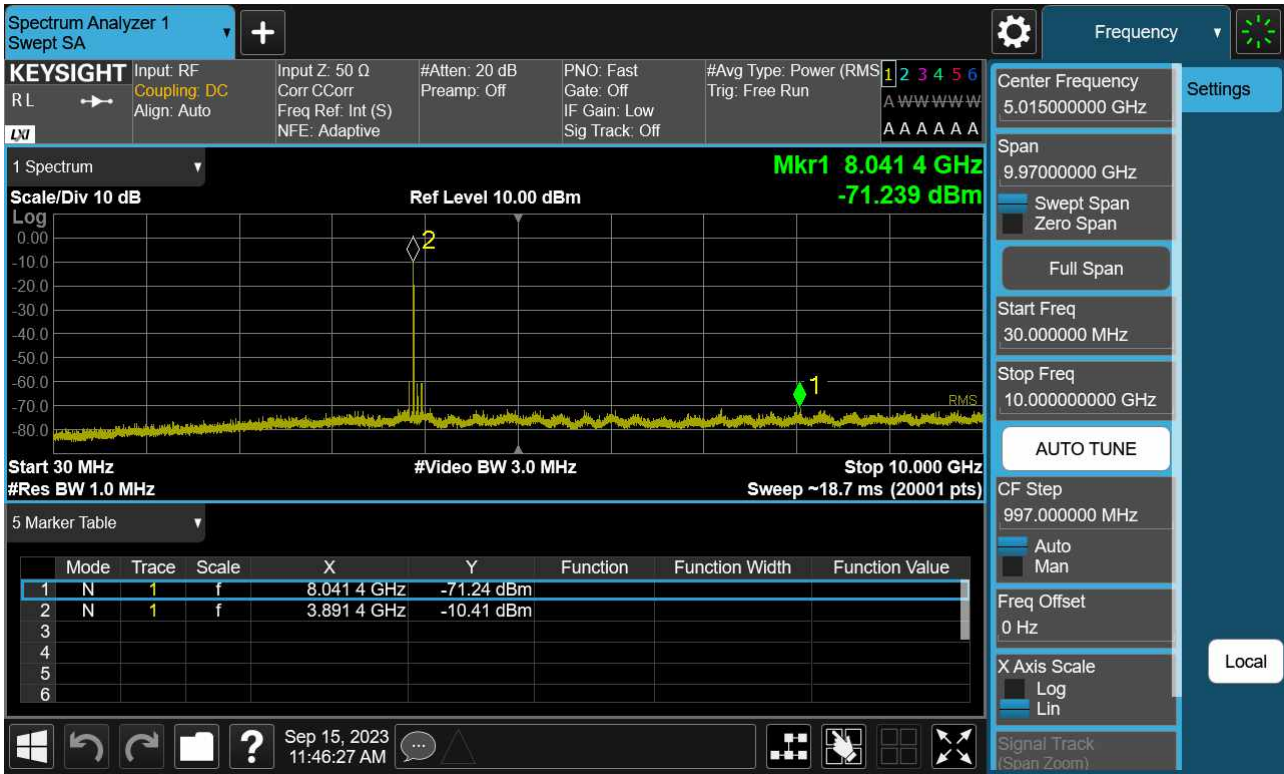 Spectrum Analyzer 1
Swept SA
+
Frequency
KEYSIGHT
R L
LXI
Input: RF
Coupling: DC
Align: Auto
Input Z: 50 Ω
Corr CCorr
Freq Ref: Int (S)
NFE: Adaptive
#Atten: 20 dB
Preamp: Off
PNO: Fast
Gate: Off
IF Gain: Low
Sig Track: Off
#Avg Type: Power (RMS
Trig: Free Run
1 2 3 4 5 6
A W W W W W
A A A A A A
1 Spectrum
Mkr1 8.041 4 GHz
Scale/Div 10 dB
Ref Level 10.00 dBm
-71.239 dBm
Log
0.00
-10.0
-20.0
-30.0
-40.0
-50.0
-60.0
-70.0
-80.0
2
1
RMS
Start 30 MHz
#Video BW 3.0 MHz
Stop 10.000 GHz
#Res BW 1.0 MHz
Sweep ~18.7 ms (20001 pts)
5 Marker Table
Mode Trace Scale X Y Function Function Width Function Value
1 N 1 f 8.041 4 GHz -71.24 dBm
2 N 1 f 3.891 4 GHz -10.41 dBm
3
4
5
6
?
Sep 15, 2023
11:46:27 AM
Center Frequency
5.015000000 GHz
Span
9.97000000 GHz
Swept Span
Zero Span
Full Span
Start Freq
30.000000 MHz
Stop Freq
10.000000000 GHz
AUTO TUNE
CF Step
997.000000 MHz
Auto
Man
Freq Offset
0 Hz
X Axis Scale
Log
Lin
Signal Track
(Span Zoom)
Settings
Local